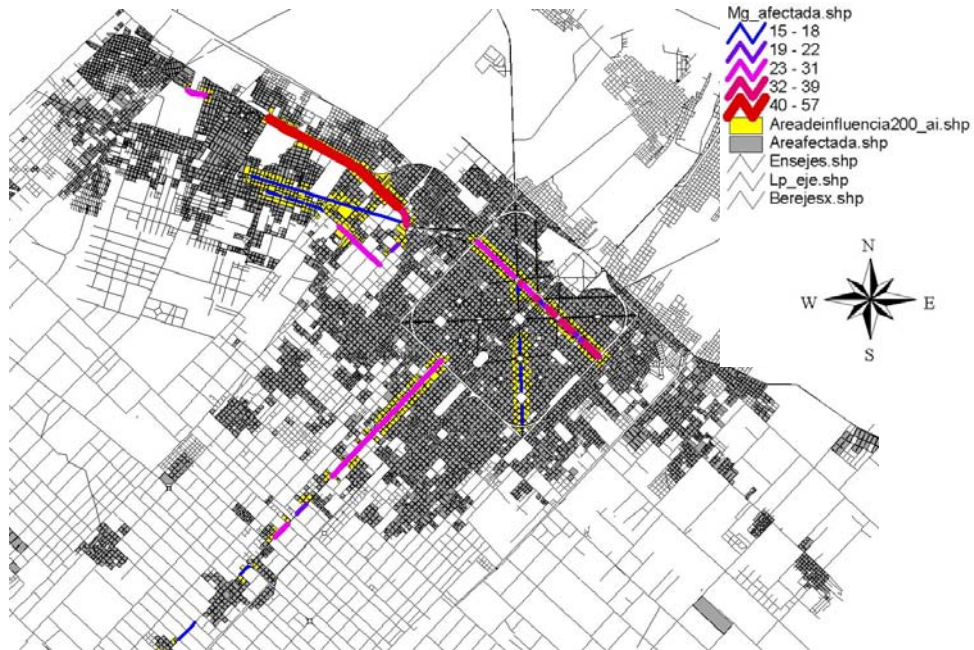 Mg_afectada.shp
15 - 18
19 - 22
23 - 31
32 - 39
40 - 57
Areadeinfluencia200_ai.shp
Areafectada.shp
Ensejes.shp
Lp_eje.shp
Berejesx.shp
N
W E
S